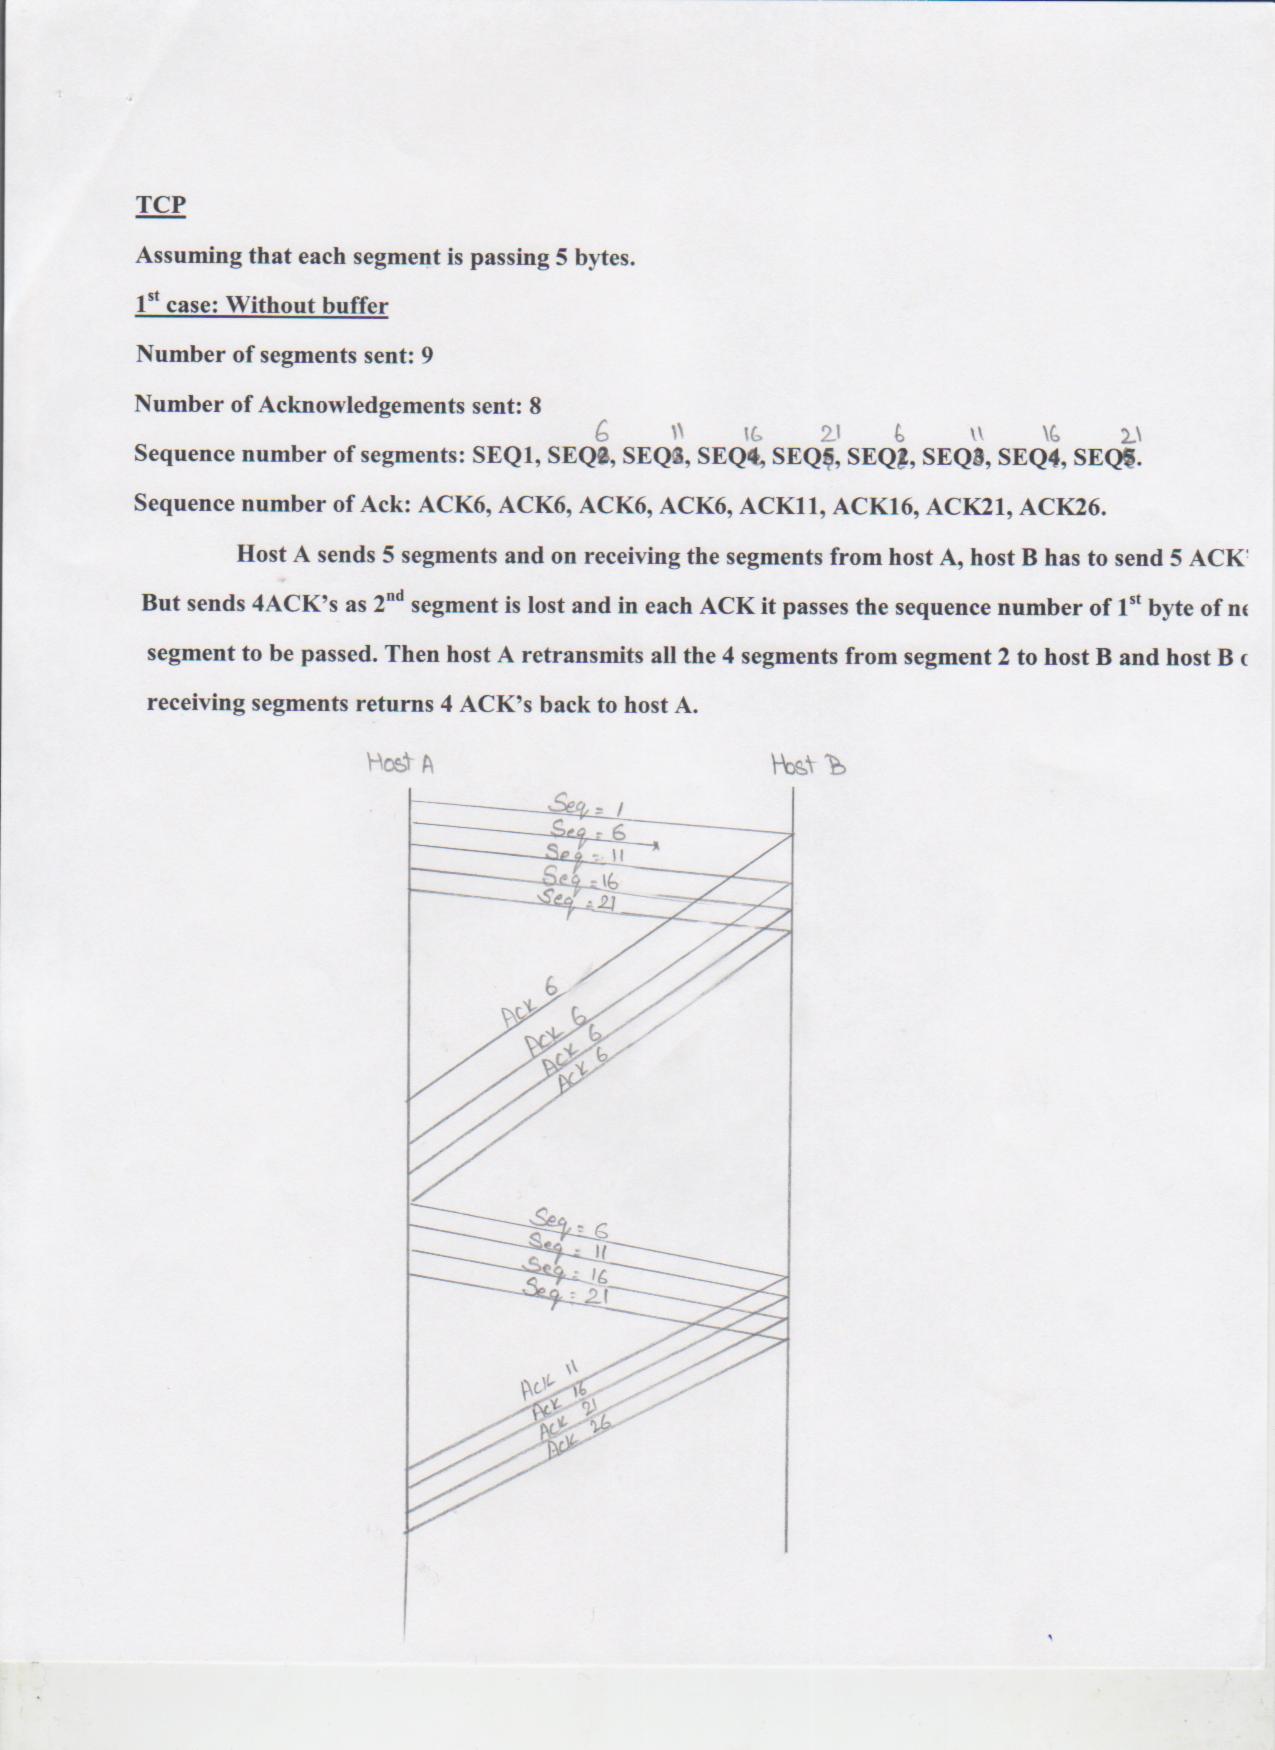 TCP
Assuming that each segment is passing 5 bytes.
1st case: Without buffer
Number of segments sent: 9
Number of Acknowledgements sent: 8
6 11 16 21 6 11 16 21
Sequence number of segments: SEQ1, SEQ2, SEQ3, SEQ4, SEQ5, SEQ2, SEQ3, SEQ4, SEQ5.
Sequence number of Ack: ACK6, ACK6, ACK6, ACK6, ACK11, ACK16, ACK21, ACK26.
Host A sends 5 segments and on receiving the segments from host A, host B has to send 5 ACK'
But sends 4ACK's as 2nd segment is lost and in each ACK it passes the sequence number of 1st byte of
segment to be passed. Then host A retransmits all the 4 segments from segment 2 to host B and host B
receiving segments returns 4 ACK's back to host A.
Host A Host B
Seq = 1
Seq = 6
Seq = 11
Seq = 16
Seq = 21
Ack 6
Ack 6
Ack 6
Ack 6
Seq = 6
Seq = 11
Seq = 16
Seq = 21
Ack 11
Ack 16
Ack 21
Ack 26